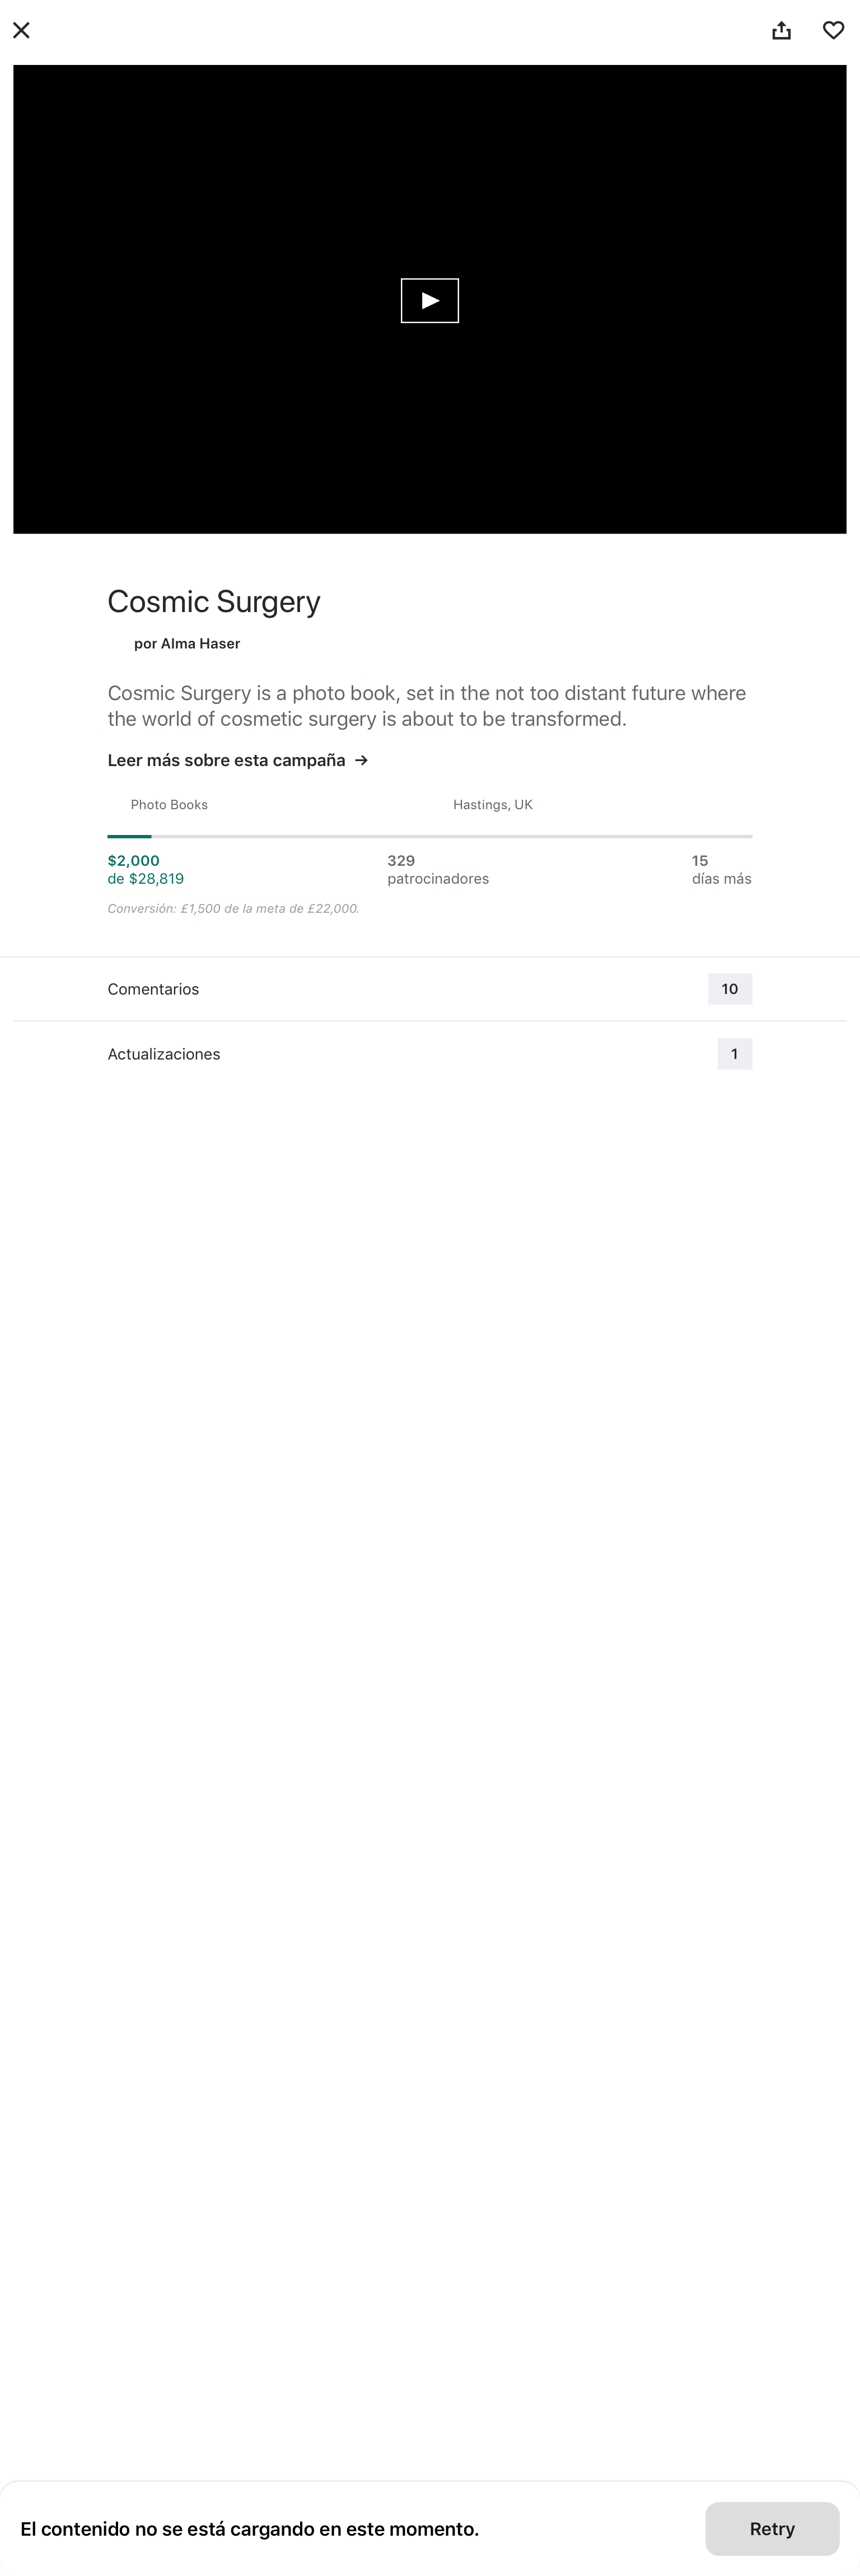 Cosmic Surgery
por Alma Haser
Cosmic Surgery is a photo book, set in the not too distant future where
the world of cosmetic surgery is about to be transformed.
Leer más sobre esta campaña →
Photo Books
Hastings, UK
$2,000
de $28,819
329
patrocinadores
15
días más
Conversión: £1,500 de la meta de £22,000.
Comentarios
10
Actualizaciones
1
El contenido no se está cargando en este momento.
Retry